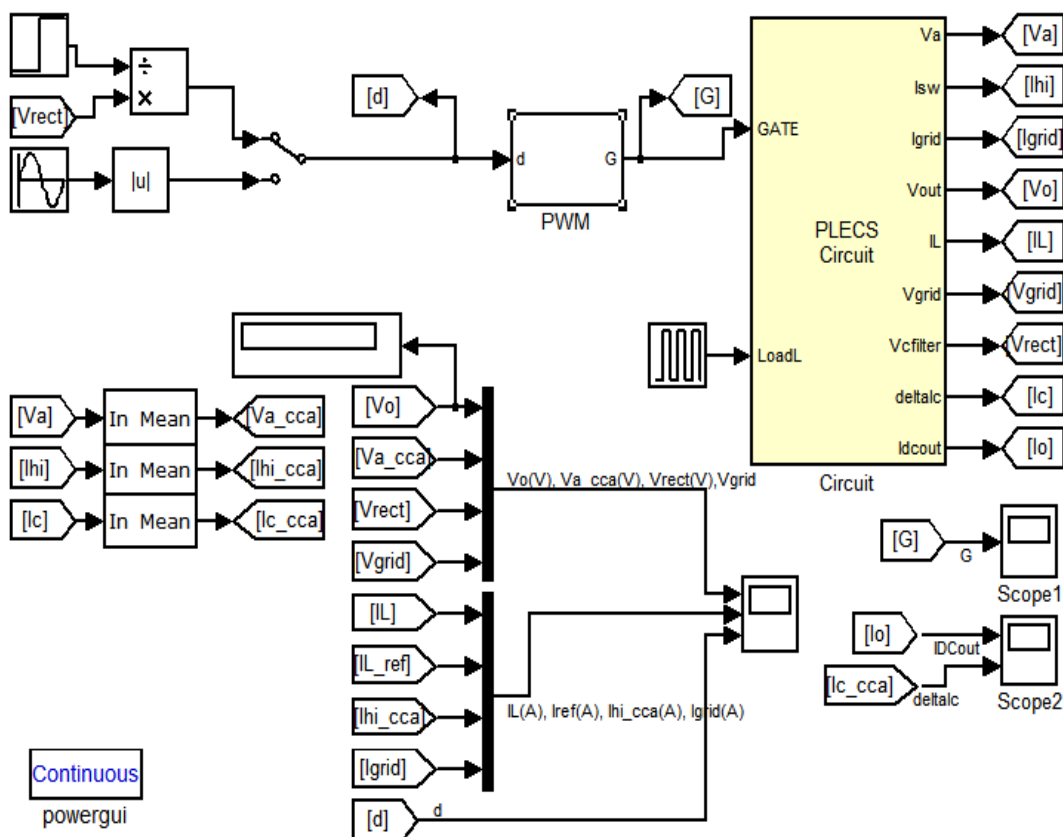 ÷
×
[Vrect]
|u|
[d]
d
G
PWM
[G]
GATE
LoadL
PLECS
Circuit
Va
Isw
Igrid
Vout
IL
Vgrid
Vcfilter
deltaIc
Idcout
Circuit
[Va]
[Ihi]
[Igrid]
[Vo]
[IL]
[Vgrid]
[Vrect]
[Ic]
[Io]
[Va]
In Mean
[Va_cca]
[Ihi]
In Mean
[Ihi_cca]
[Ic]
In Mean
[Ic_cca]
[Vo]
[Va_cca]
[Vrect]
[Vgrid]
Vo(V), Va_cca(V), Vrect(V),Vgrid
[IL]
[IL_ref]
[Ihi_cca]
[Igrid]
IL(A), Iref(A), Ihi_cca(A), Igrid(A)
[d]
d
[G]
G
Scope1
[Io]
IDCout
[Ic_cca]
deltaIc
Scope2
Continuous
powergui